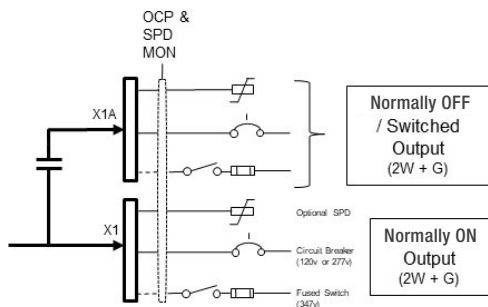 OCP &
SPD
MON
X1A
Normally OFF
/ Switched
Output
(2W + G)
X1
Optional SPD
Circuit Breaker
(120v or 277v)
Fused Switch
(347v)
Normally ON
Output
(2W + G)